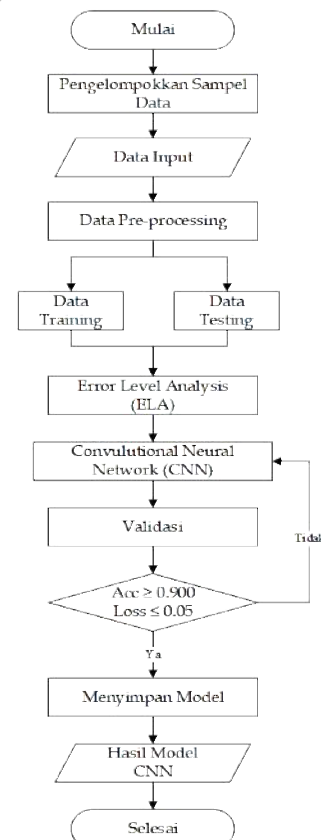 Mulai
Pengelompokkan Sampel
Data
Data Input
Data Pre-processing
Data
Training
Data
Testing
Error Level Analysis
(ELA)
Convulutional Neural
Network (CNN)
Validasi
Tidak
Acc ≥ 0.900
Loss ≤ 0.05
Ya
Menyimpan Model
Hasil Model
CNN
Selesai